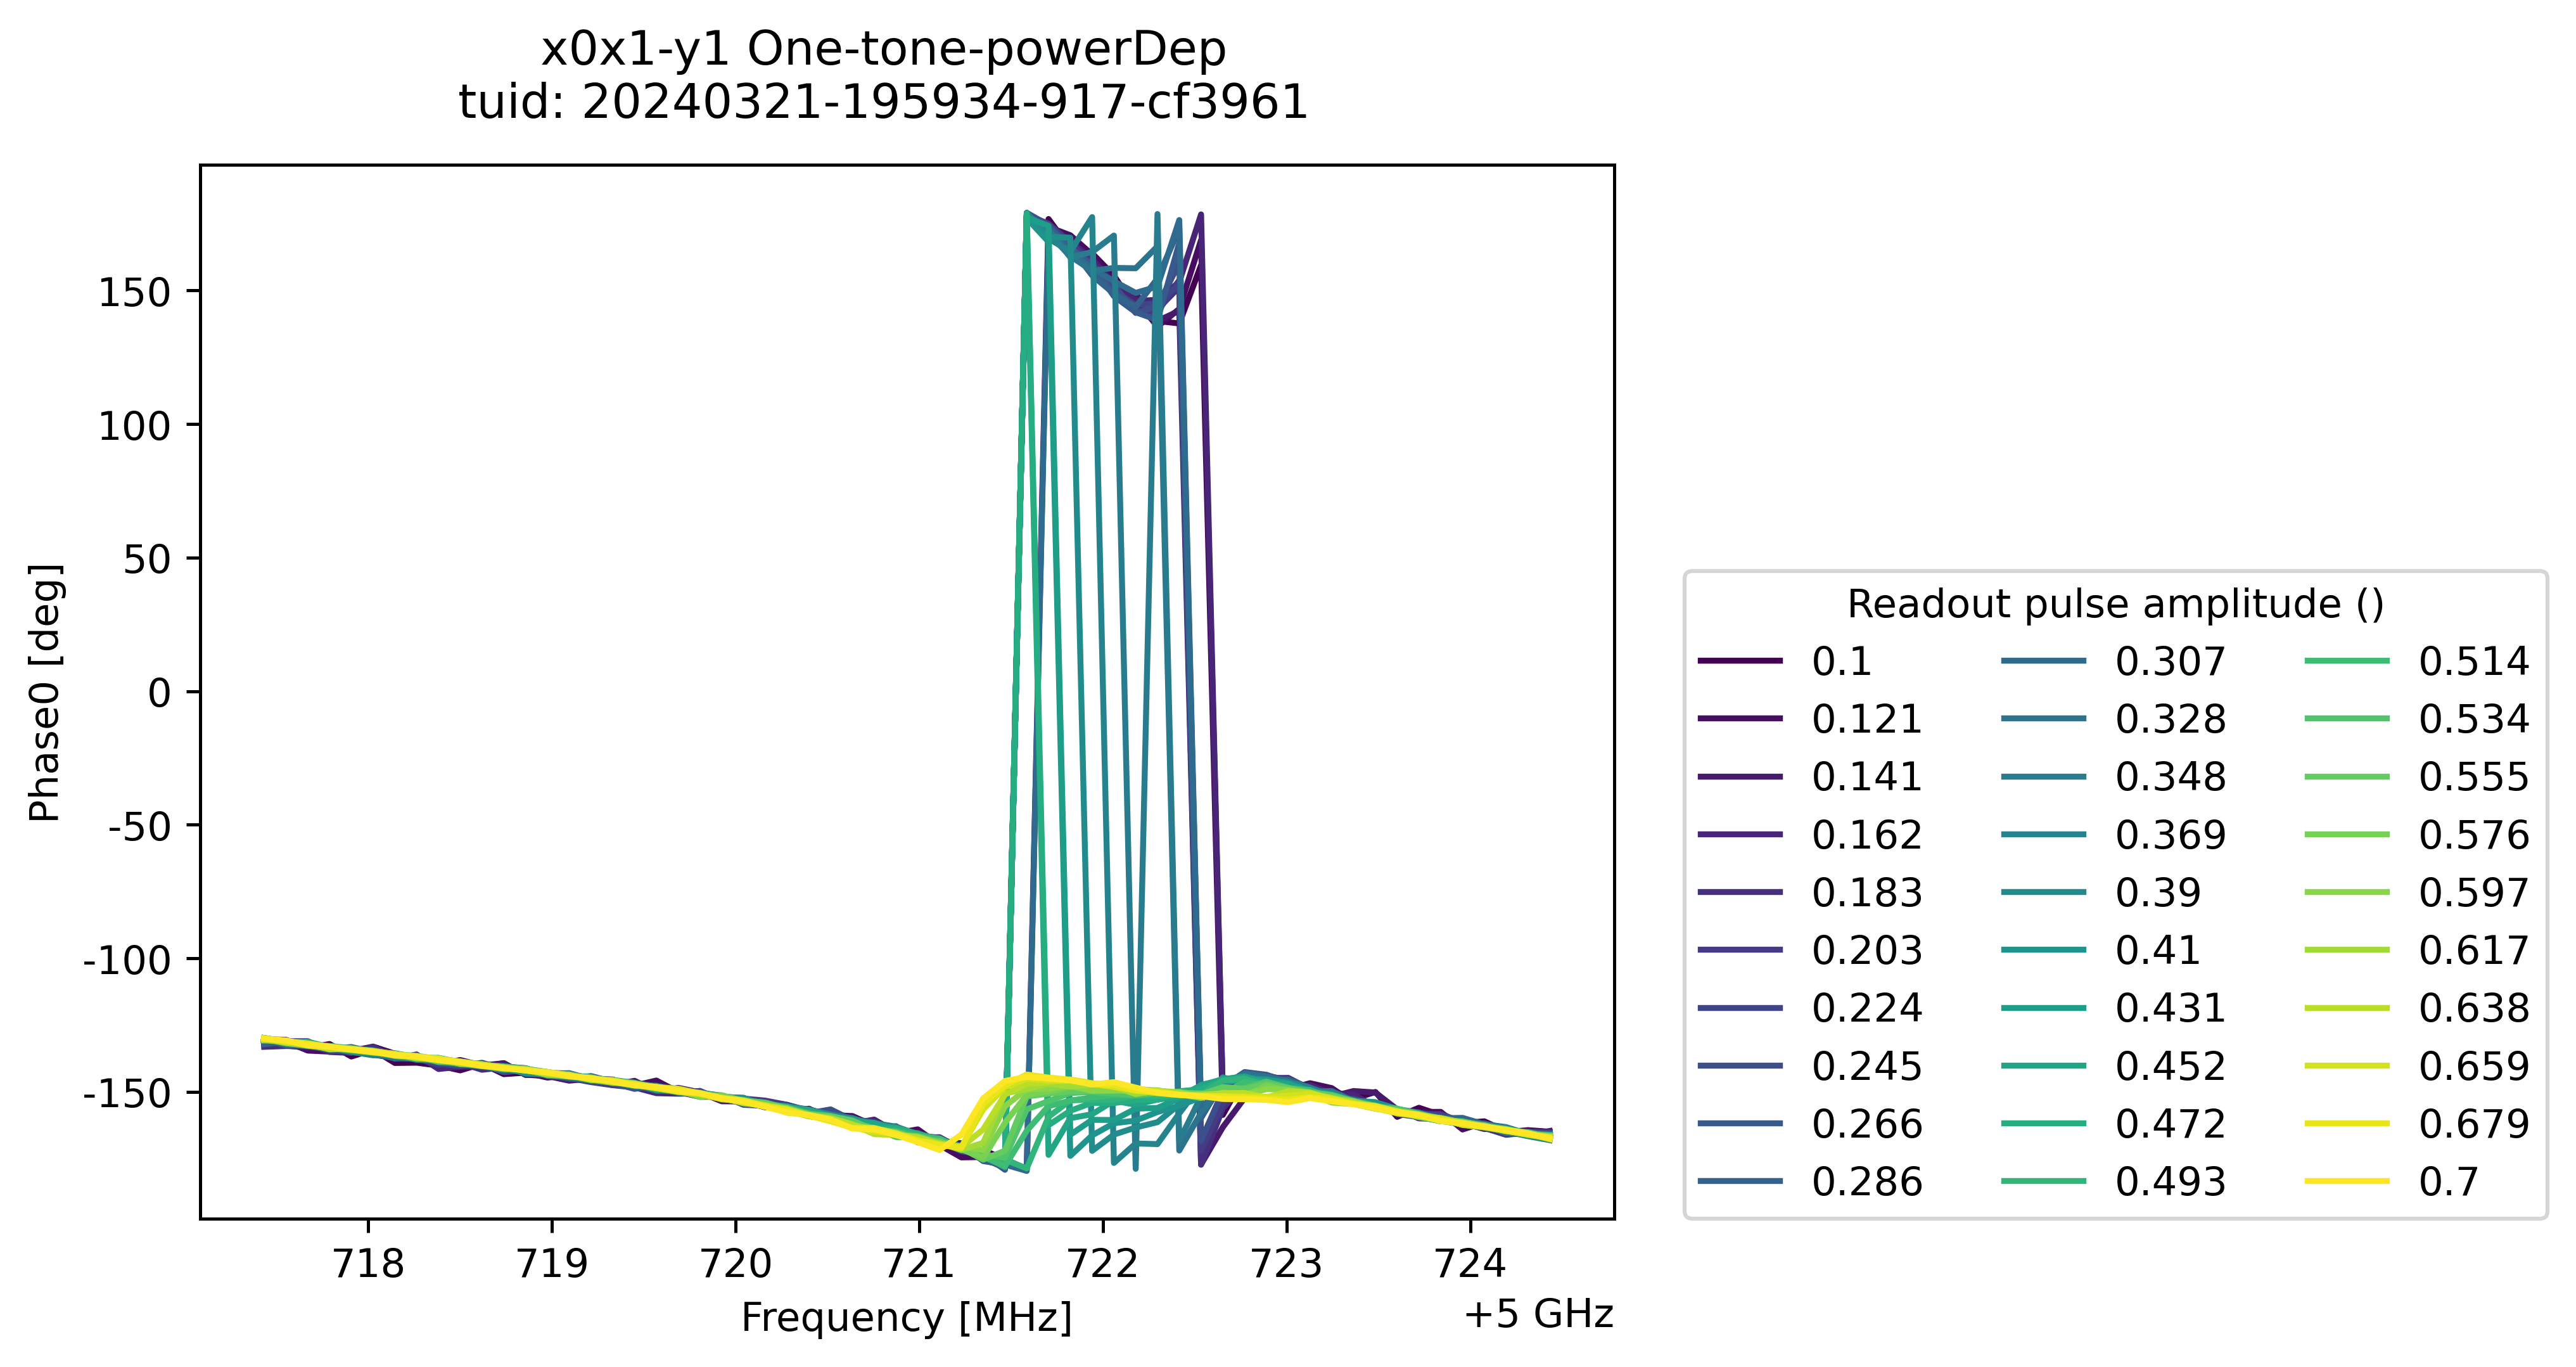 x0x1-y1 One-tone-powerDep
tuid: 20240321-195934-917-cf3961
Phase0 [deg]
150
100
50
0
-50
-100
-150
718 719 720 721 722 723 724
Frequency [MHz]
+5 GHz
Readout pulse amplitude ()
0.1 0.307 0.514
0.121 0.328 0.534
0.141 0.348 0.555
0.162 0.369 0.576
0.183 0.39 0.597
0.203 0.41 0.617
0.224 0.431 0.638
0.245 0.452 0.659
0.266 0.472 0.679
0.286 0.493 0.7